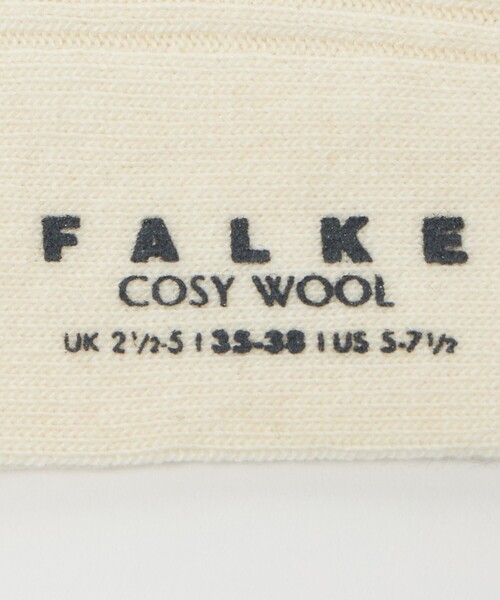 FALKE
COSY WOOL
UK 2½-5 | 35-38 | US 5-7½